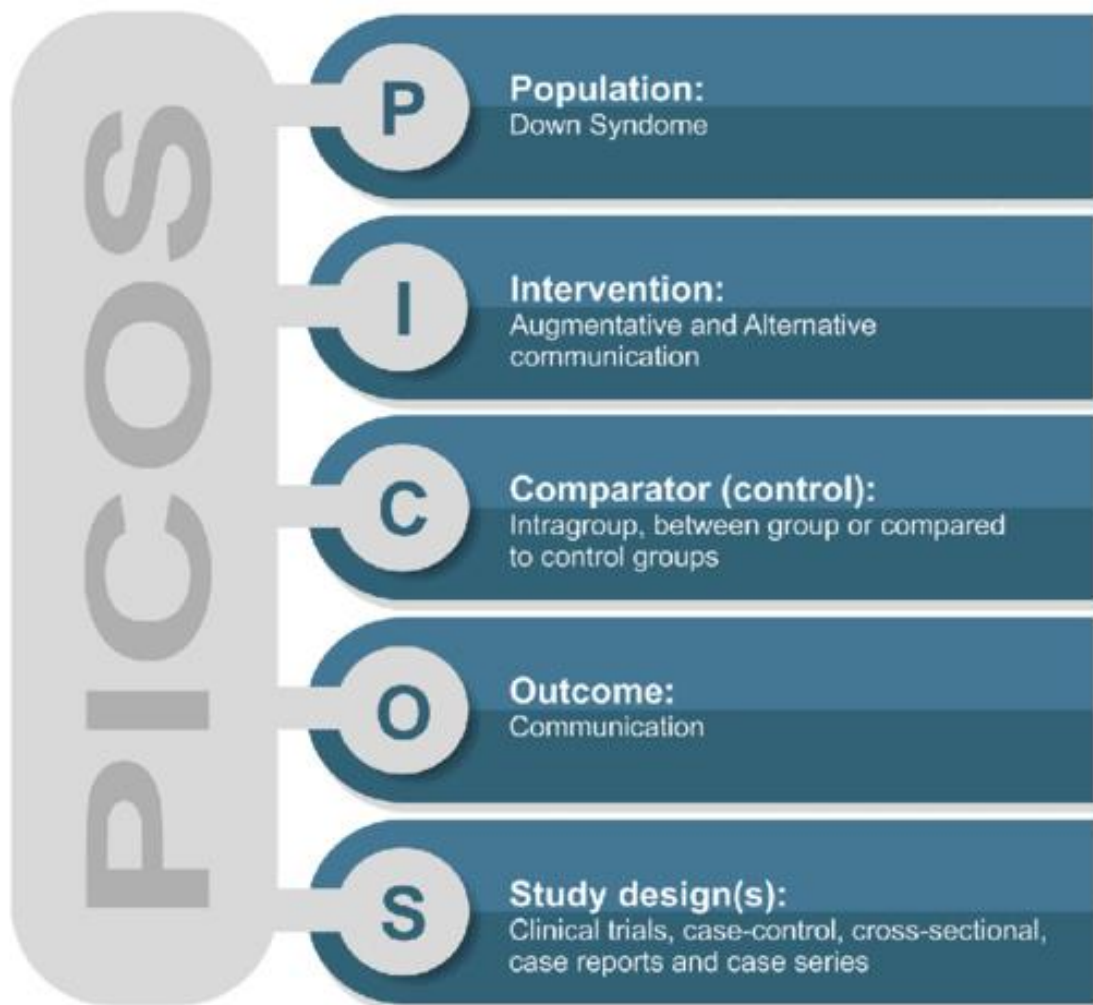 PICOS
P
Population:
Down Syndome
I
Intervention:
Augmentative and Alternative
communication
C
Comparator (control):
Intragroup, between group or compared
to control groups
O
Outcome:
Communication
S
Study design(s):
Clinical trials, case-control, cross-sectional,
case reports and case series